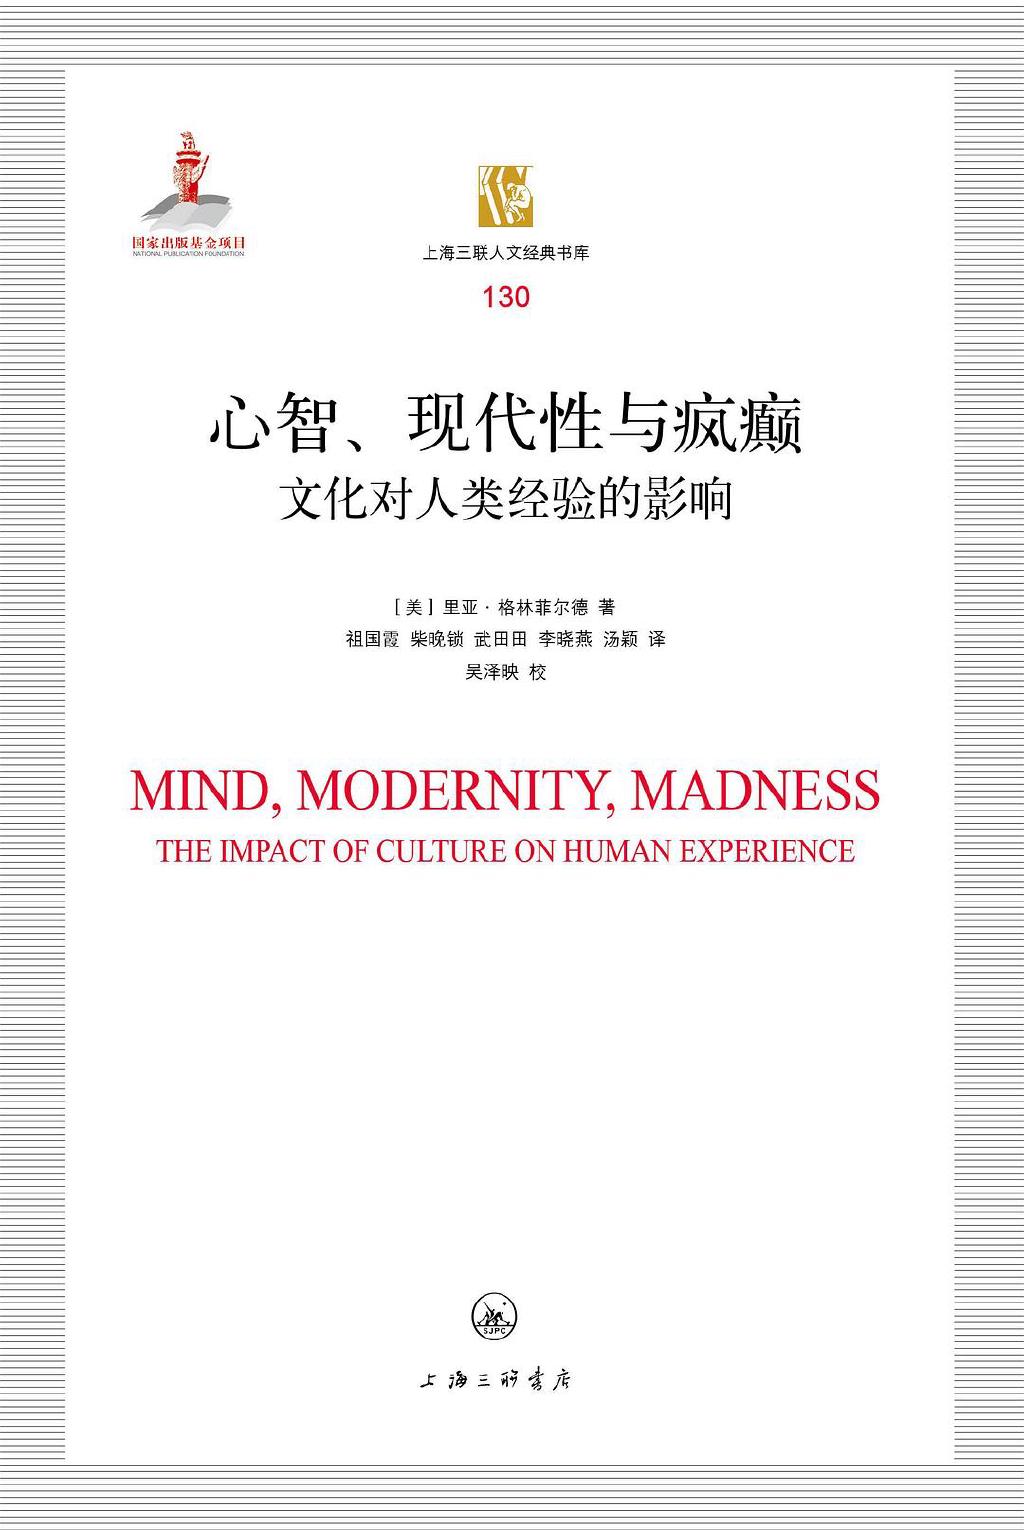 国家出版基金项目
NATIONAL PUBLICATION FOUNDATION
上海三联人文经典书库
130
心智、现代性与疯癫
文化对人类经验的影响
［美］里亚·格林菲尔德 著
祖国霞 柴晚锁 武田田 李晓燕 汤颖 译
吴泽映 校
MIND, MODERNITY, MADNESS
THE IMPACT OF CULTURE ON HUMAN EXPERIENCE
SJPC
上海三联书店